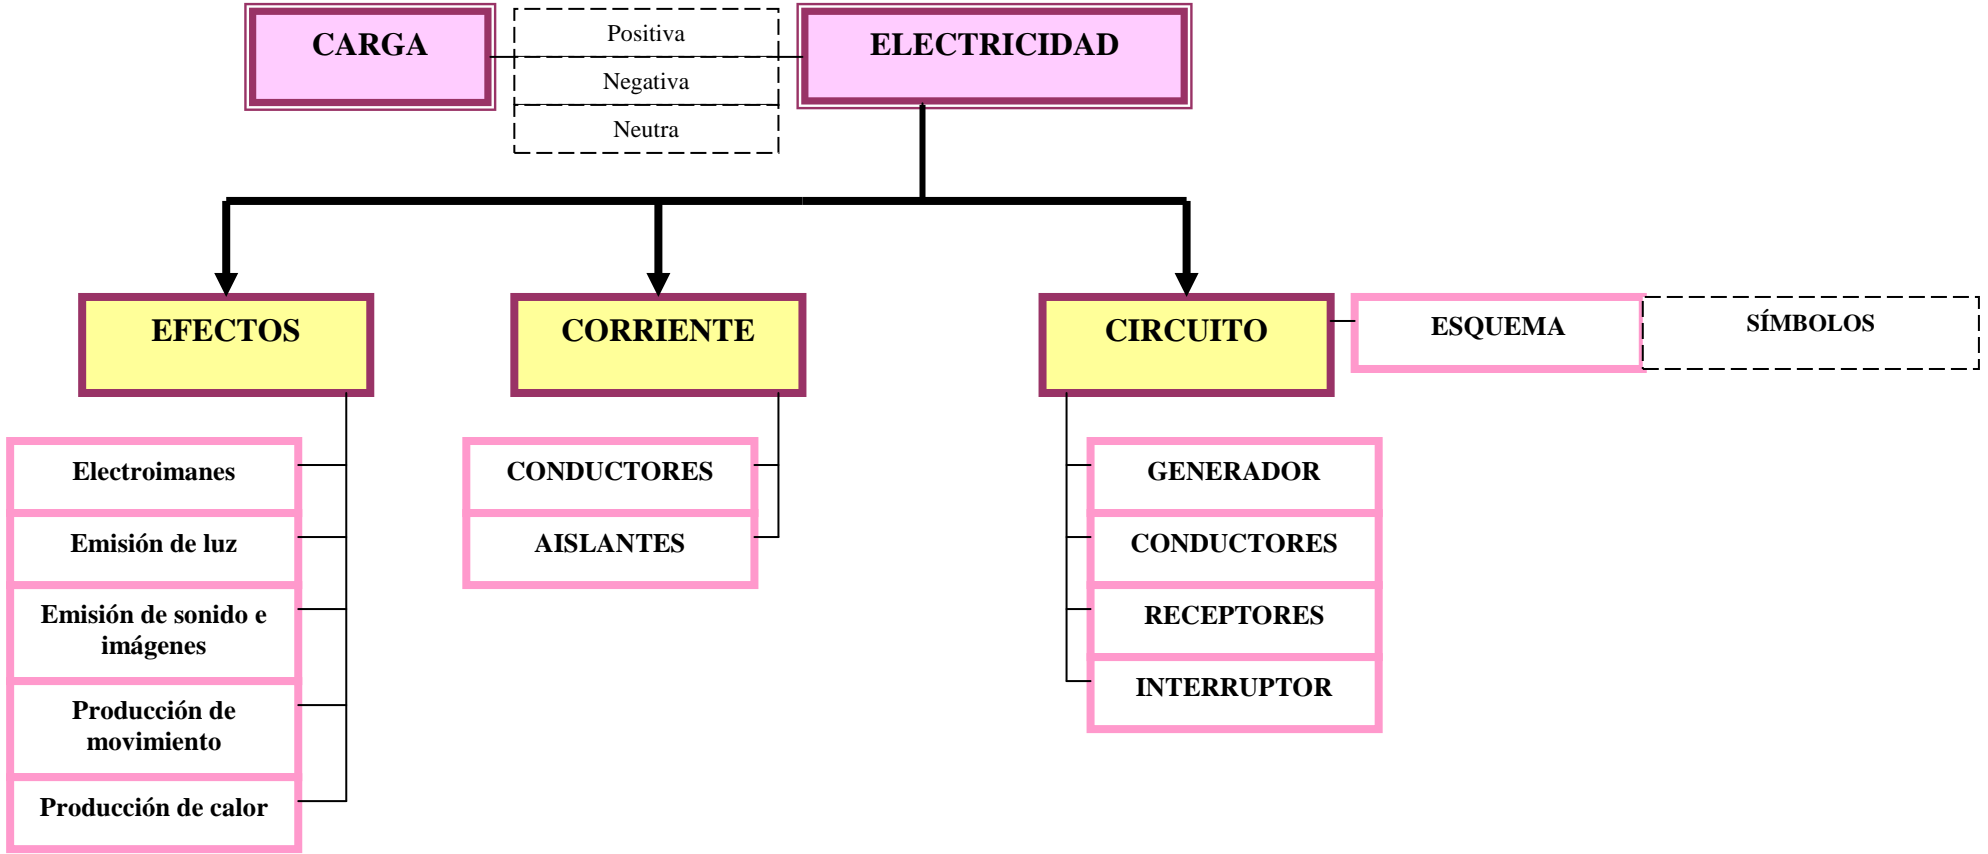 CARGA
Positiva
Negativa
Neutra
ELECTRICIDAD
EFECTOS
CORRIENTE
CIRCUITO
ESQUEMA
SÍMBOLOS
Electroimanes
Emisión de luz
Emisión de sonido e
imágenes
Producción de
movimiento
Producción de calor
CONDUCTORES
AISLANTES
GENERADOR
CONDUCTORES
RECEPTORES
INTERRUPTOR